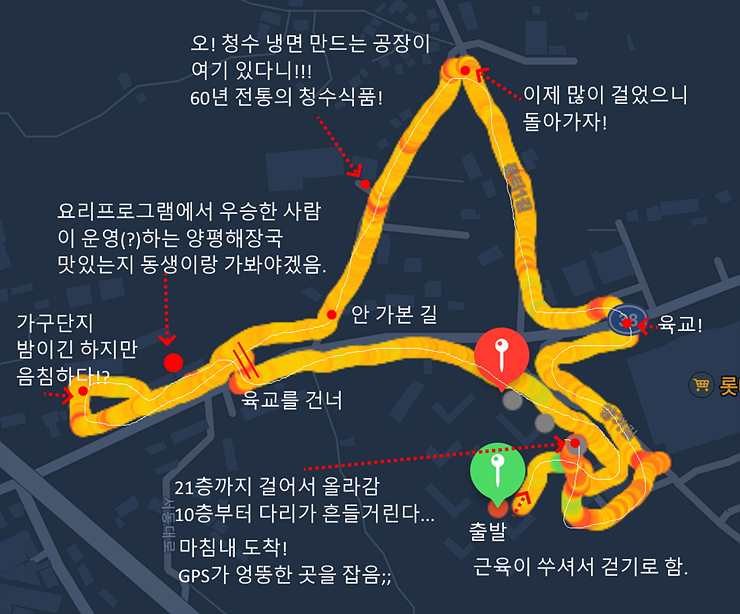 오! 청수 냉면 만드는 공장이
여기 있다니!!!
60년 전통의 청수식품!
이제 많이 걸었으니
돌아가자!
요리프로그램에서 우승한 사람
이 운영(?)하는 양평해장국
맛있는지 동생이랑 가봐야겠음.
안 가본 길
가구단지
밤이긴 하지만
음침하다!?
육교!
롯
육교를 건너
21층까지 걸어서 올라감
10층부터 다리가 흔들거린다...
출발
마침내 도착!
GPS가 엉뚱한 곳을 잡음;;
근육이 쑤셔서 걷기로 함.
서동대로
38